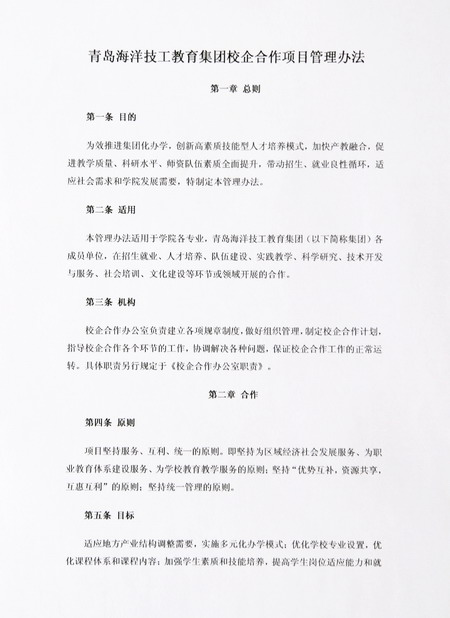 青岛海洋技工教育集团校企合作项目管理办法
第一章 总则
第一条 目的
为效推进集团化办学，创新高素质技能型人才培养模式，加快产教融合，促
进教学质量、科研水平、师资队伍素质全面提升，带动招生、就业良性循环，适
应社会需求和学院发展需要，特制定本管理办法。
第二条 适用
本管理办法适用于学院各专业，青岛海洋技工教育集团（以下简称集团）各
成员单位，在招生就业、人才培养、队伍建设、实践教学、科学研究、技术开发
与服务、社会培训、文化建设等环节或领域开展的合作。
第三条 机构
校企合作办公室负责建立各项规章制度，做好组织管理，制定校企合作计划，
指导校企合作各个环节的工作，协调解决各种问题，保证校企合作工作的正常运
转。具体职责另行规定于《校企合作办公室职责》。
第二章 合作
第四条 原则
项目坚持服务、互利、统一的原则。即坚持为区域经济社会发展服务、为职
业教育体系建设服务、为学校教育教学服务的原则；坚持“优势互补，资源共享，
互惠互利”的原则；坚持统一管理的原则。
第五条 目标
适应地方产业结构调整需要，实施多元化办学模式；优化学校专业设置，优
化课程体系和课程内容；加强学生素质和技能培养，提高学生岗位适应能力和就